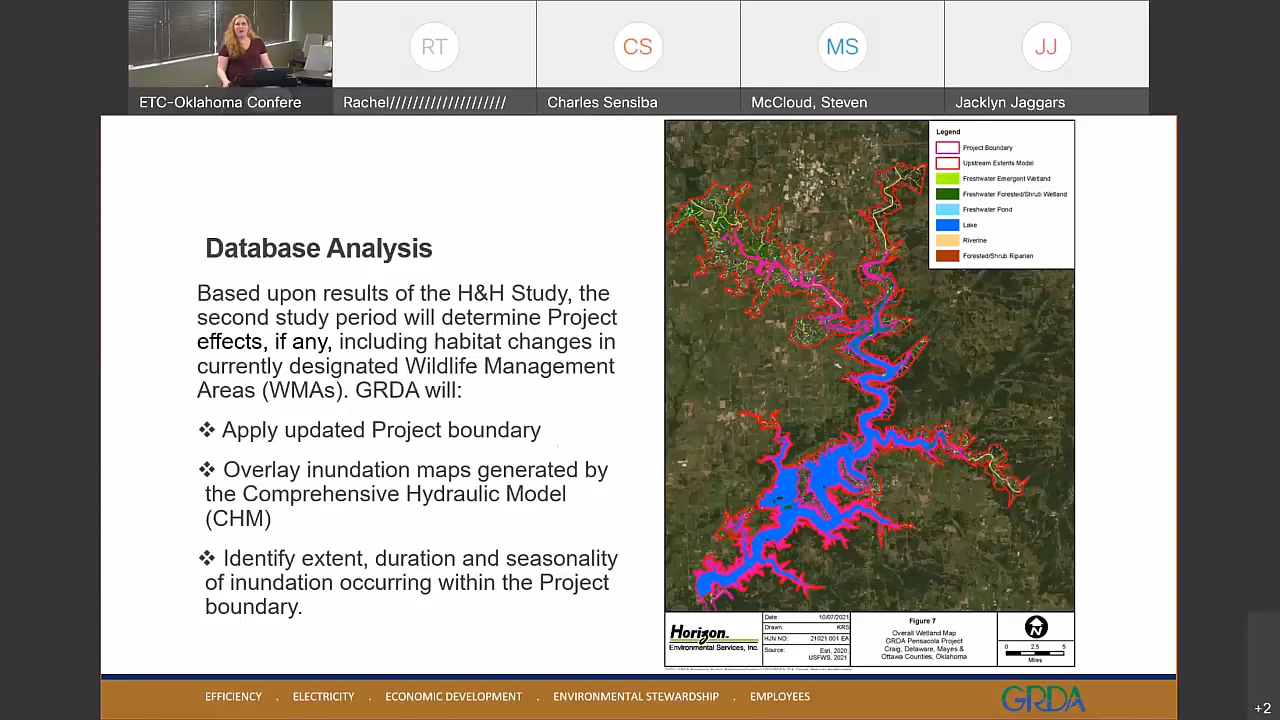 RT
CS
MS
JJ
ETC-Oklahoma Confere
Rachel////////////////////
Charles Sensiba
McCloud, Steven
Jacklyn Jaggars
Database Analysis
Based upon results of the H&H Study, the
second study period will determine Project
effects, if any, including habitat changes in
currently designated Wildlife Management
Areas (WMAs). GRDA will:
❖ Apply updated Project boundary
❖ Overlay inundation maps generated by
the Comprehensive Hydraulic Model
(CHM)
❖ Identify extent, duration and seasonality
of inundation occurring within the Project
boundary.
Legend
Project Boundary
Upstream Extents Model
Freshwater Emergent Wetland
Freshwater Forested/Shrub Wetland
Freshwater Pond
Lake
Riverine
Forested/Shrub Riparian
Horizon
Environmental Services, Inc.
Date: 10/07/2021
Drawn: KRS
HJN NO: 21021.001 EA
Source: Esri, 2020
USFWS, 2021
Figure 7
Overall Wetland Map
GRDA Pensacola Project
Craig, Delaware, Mayes &
Ottawa Counties, Oklahoma
N
0 2.5 5
Miles
EFFICIENCY . ELECTRICITY . ECONOMIC DEVELOPMENT . ENVIRONMENTAL STEWARDSHIP . EMPLOYEES
GRDA
+2